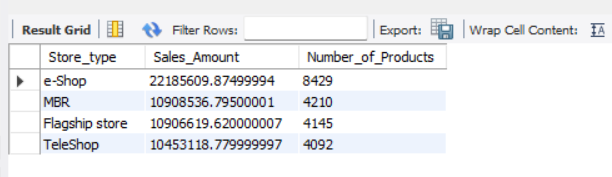 Result Grid Filter Rows: Export: Wrap Cell Content: IA
Store_type Sales_Amount Number_of_Products
e-Shop 22185609.87499994 8429
MBR 10908536.79500001 4210
Flagship store 10906619.620000007 4145
TeleShop 10453118.779999997 4092